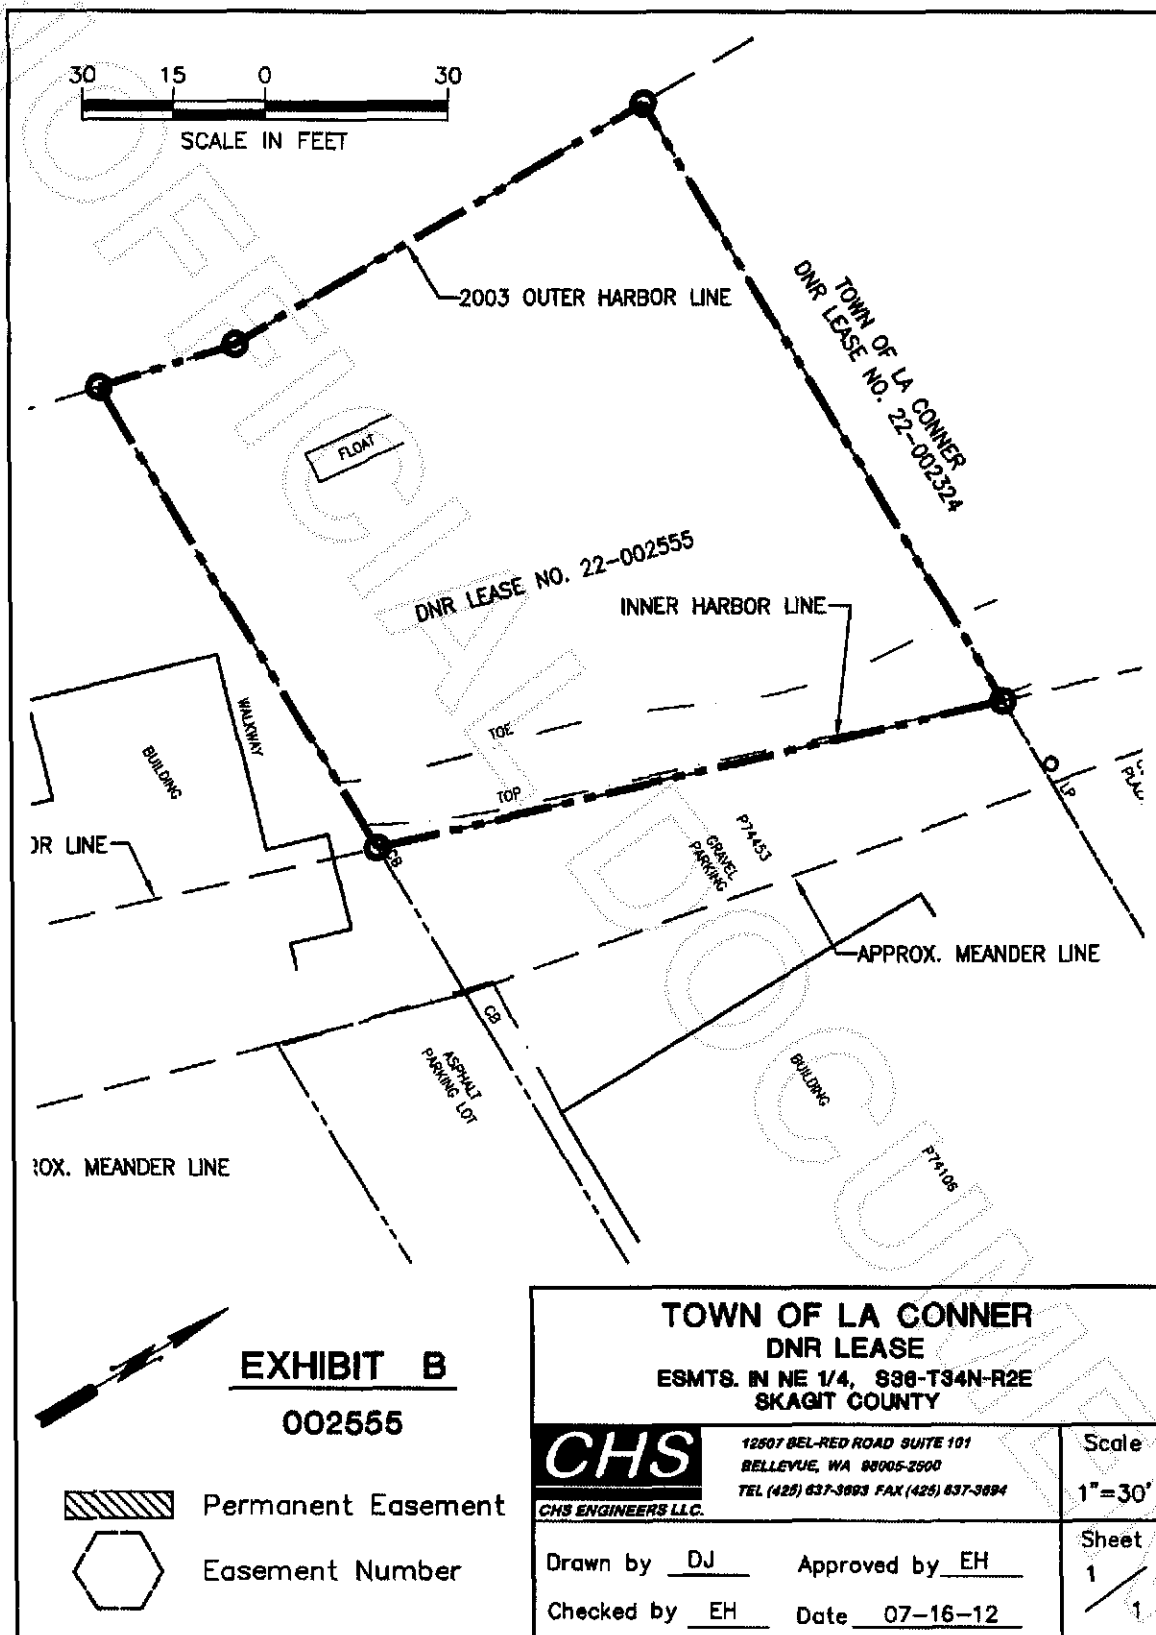 30 15 0 30
SCALE IN FEET
2003 OUTER HARBOR LINE
TOWN OF LA CONNER
DNR LEASE NO. 22-002324
FLOAT
DNR LEASE NO. 22-002555
INNER HARBOR LINE
WALKWAY
BUILDING
TOE
TOP
OR LINE
CB
P74453
GRAVEL
PARKING
LP
APPROX. MEANDER LINE
CB
ASPHALT
PARKING LOT
BUILDING
P74106
ROX. MEANDER LINE
UNOFFICIAL DOCUMENT
EXHIBIT B
002555
Permanent Easement
Easement Number
TOWN OF LA CONNER
DNR LEASE
ESMTS. IN NE 1/4, S36-T34N-R2E
SKAGIT COUNTY
CHS
CHS ENGINEERS LLC.
12507 BEL-RED ROAD SUITE 101
BELLEVUE, WA 98005-2500
TEL (425) 637-3693 FAX (425) 637-3694
Scale
1"=30'
Drawn by DJ
Approved by EH
Checked by EH
Date 07-16-12
Sheet
1/1